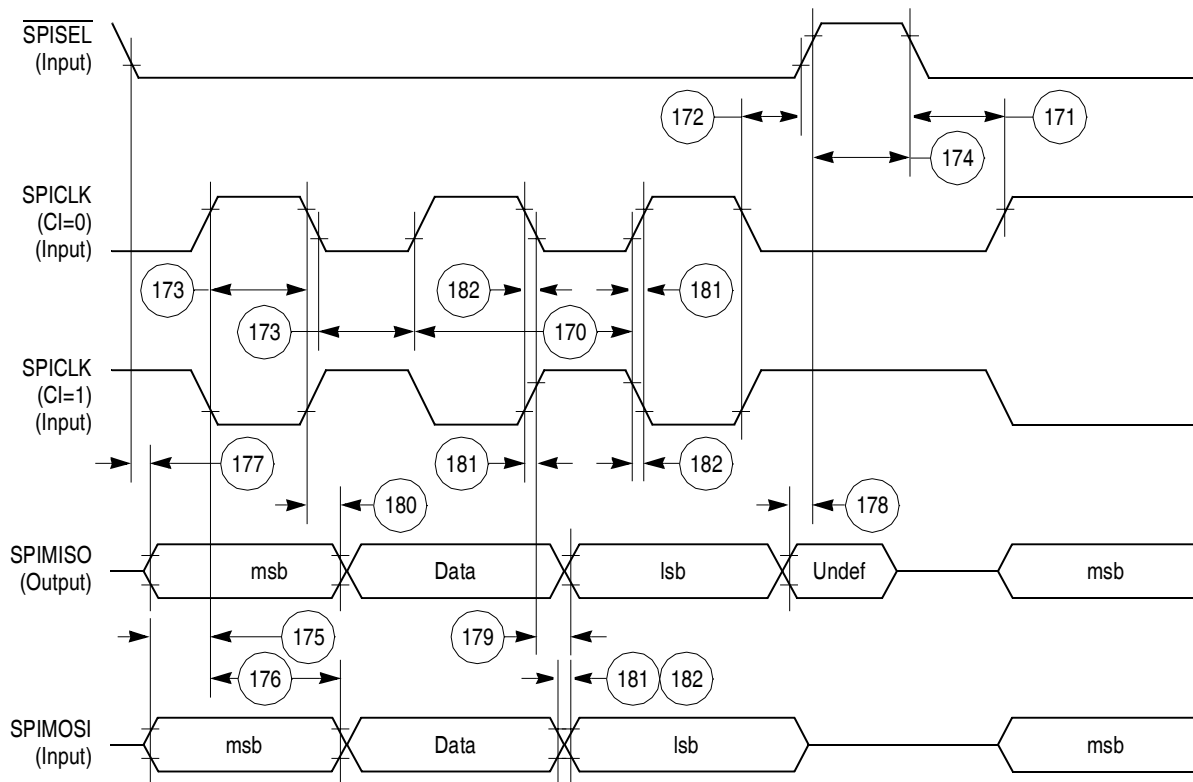 SPISEL
(Input)
172
171
174
SPICLK
(CI=0)
(Input)
173
182
181
173
170
SPICLK
(CI=1)
(Input)
177
181
182
180
178
SPIMISO
(Output)
msb
Data
lsb
Undef
msb
175
179
176
181
182
SPIMOSI
(Input)
msb
Data
lsb
msb